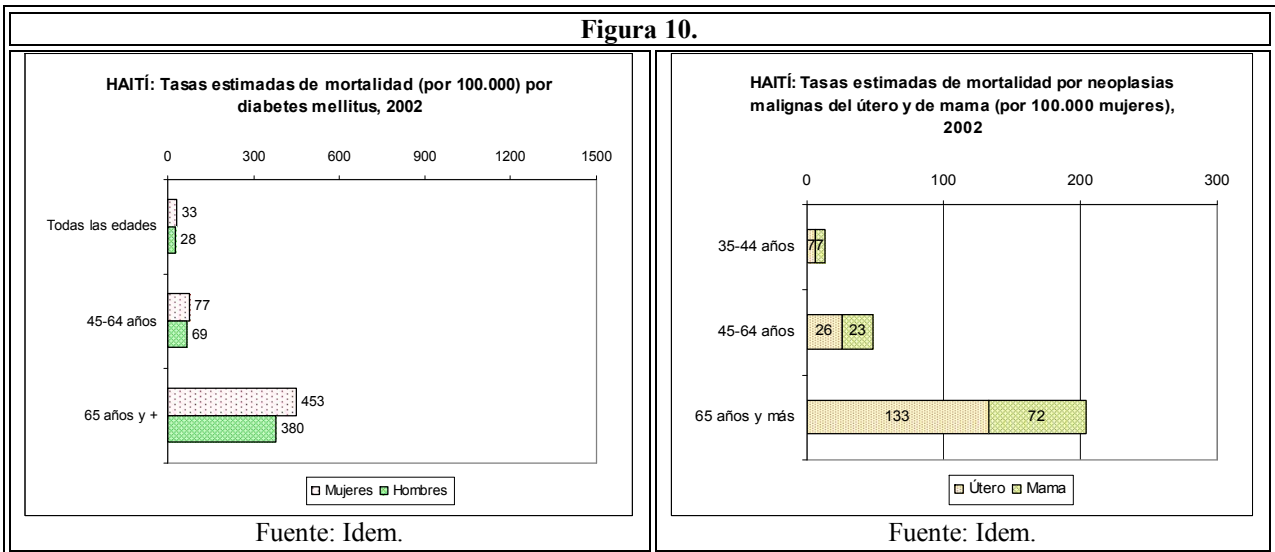 Figura 10.
HAITÍ: Tasas estimadas de mortalidad (por 100.000) por
diabetes mellitus, 2002
0 300 600 900 1200 1500
Todas las edades
33
28
45-64 años
77
69
65 años y +
453
380
Mujeres Hombres
Fuente: Idem.
HAITÍ: Tasas estimadas de mortalidad por neoplasias
malignas del útero y de mama (por 100.000 mujeres),
2002
0 100 200 300
35-44 años 7 7
45-64 años 26 23
65 años y más 133 72
Útero Mama
Fuente: Idem.